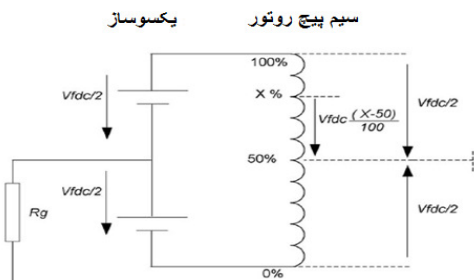 یکسوساز
سیم پیچ روتور
100%
X %
Vfdc/2
Vfdc (X-50)/100
Vfdc/2
50%
Vfdc/2
Rg
Vfdc/2
0%